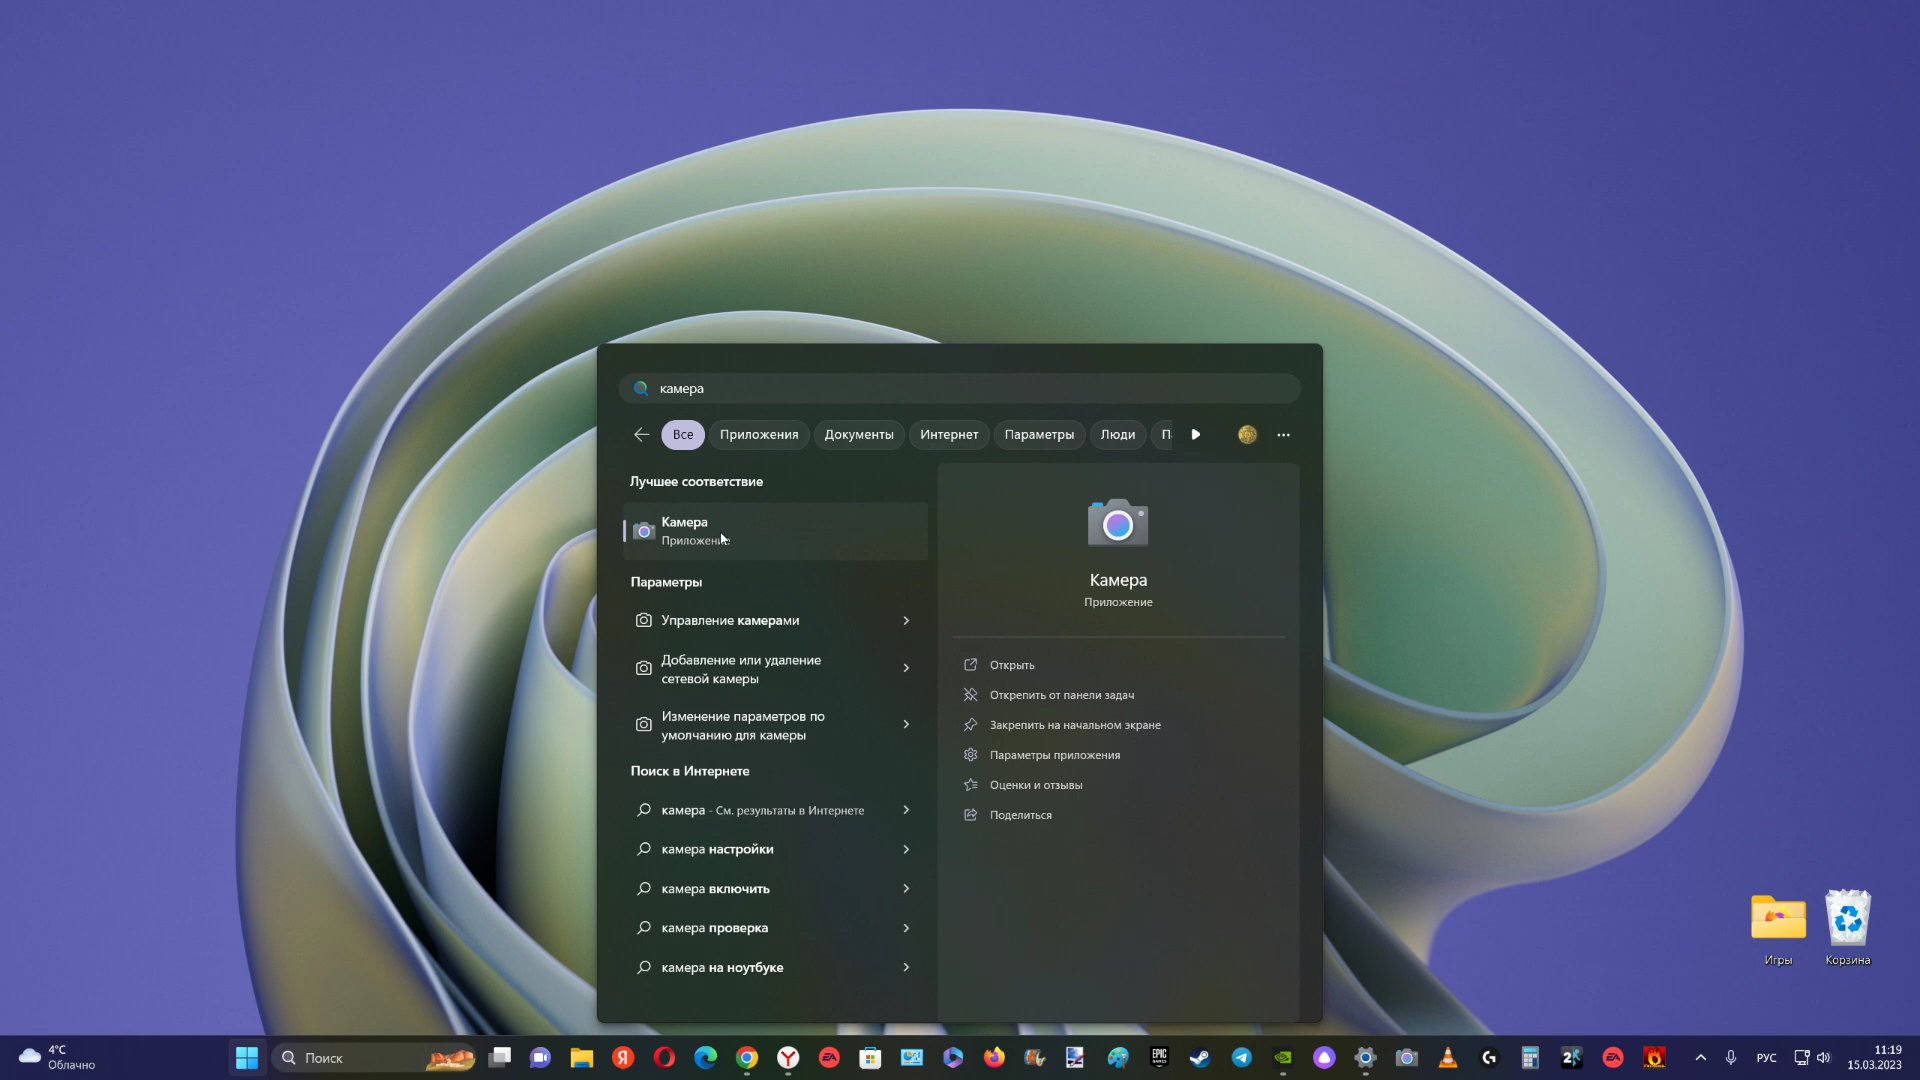 камера
Все
Приложения
Документы
Интернет
Параметры
Люди
Лучшее соответствие
Камера
Приложение
Параметры
Управление камерами
Добавление или удаление
сетевой камеры
Изменение параметров по
умолчанию для камеры
Поиск в Интернете
камера - См. результаты в Интернете
камера настройки
камера включить
камера проверка
камера на ноутбуке
Камера
Приложение
Открыть
Открепить от панели задач
Закрепить на начальном экране
Параметры приложения
Оценки и отзывы
Поделиться
Игры
Корзина
4°C
Облачно
Поиск
EPIC
GAMES
РУС
11:19
15.03.2023